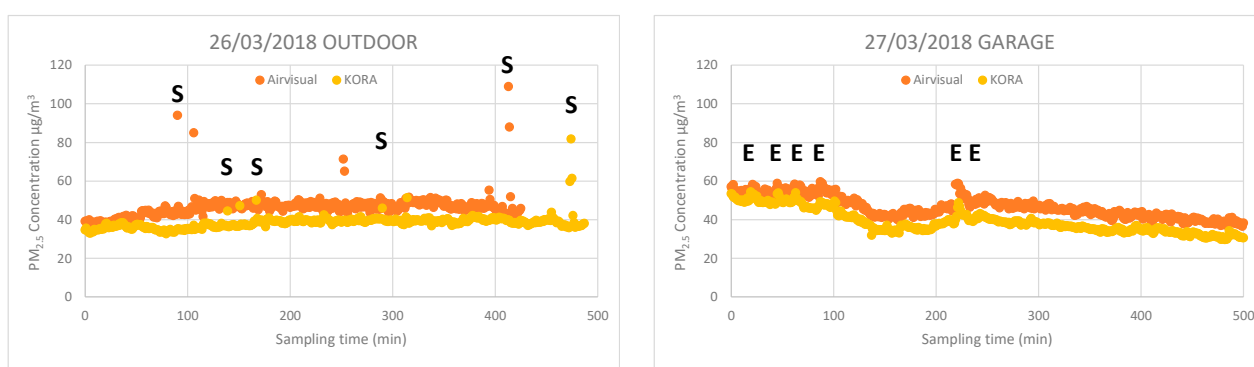 26/03/2018 OUTDOOR
120
100
80
60
40
20
0
PM2.5 Concentration µg/m³
Airvisual
KORA
S
S
S
S
S
S
0
100
200
300
400
500
Sampling time (min)
27/03/2018 GARAGE
120
100
80
60
40
20
0
PM2.5 Concentration µg/m³
Airvisual
KORA
E E E E E E
0
100
200
300
400
500
Sampling time (min)